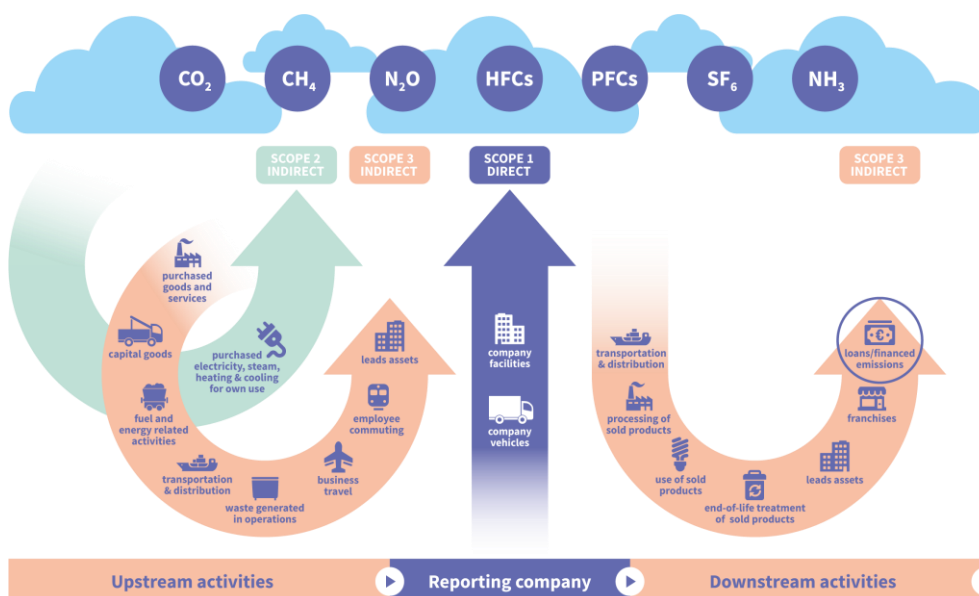 CO₂
CH₄
N₂O
HFCs
PFCs
SF₆
NH₃
SCOPE 2
INDIRECT
SCOPE 3
INDIRECT
SCOPE 1
DIRECT
SCOPE 3
INDIRECT
purchased
goods and
services
capital goods
fuel and
energy related
activities
transportation
& distribution
waste generated
in operations
business
travel
employee
commuting
leads assets
purchased
electricity, steam,
heating & cooling
for own use
company
facilities
company
vehicles
transportation
& distribution
processing of
sold products
use of sold
products
end-of-life treatment
of sold products
leads assets
franchises
€
loans/financed
emissions
Upstream activities
Reporting company
Downstream activities